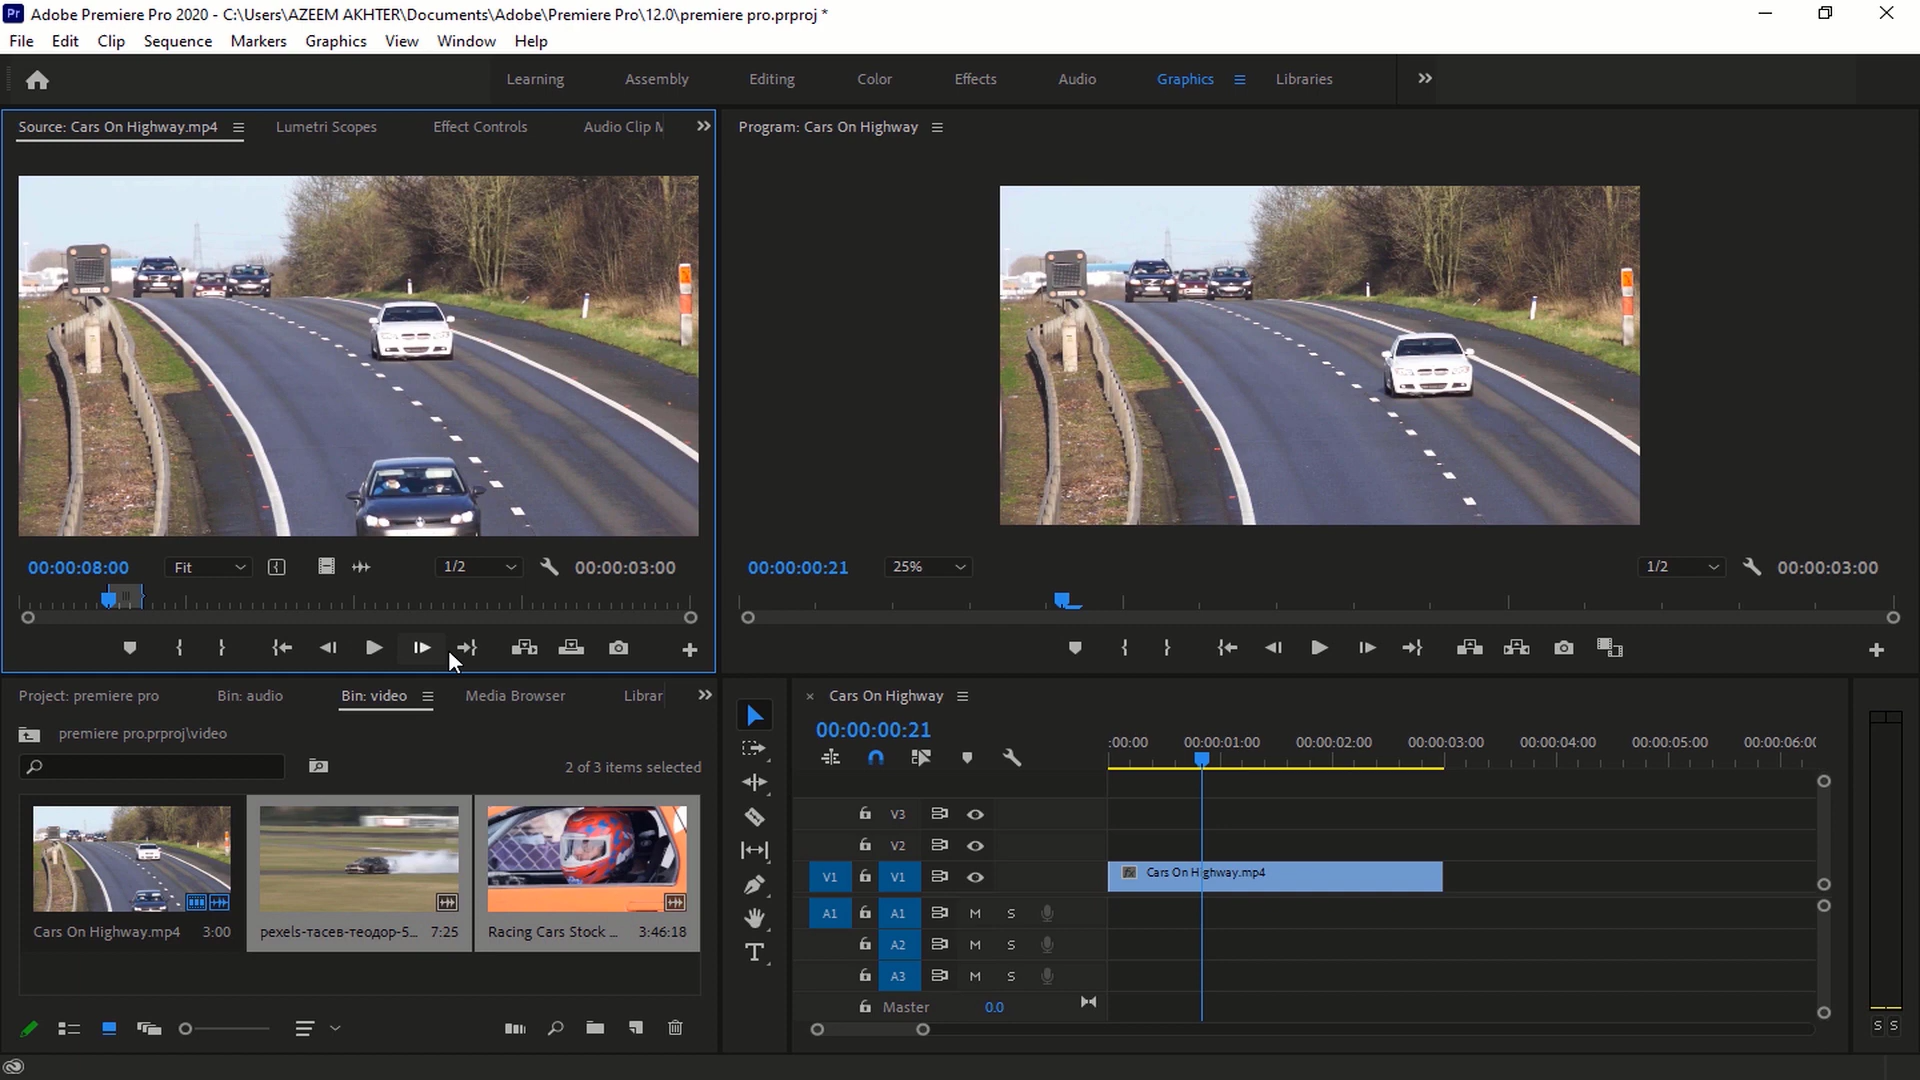 Pr Adobe Premiere Pro 2020 - C:\Users\AZEEM AKHTER\Documents\Adobe\Premiere Pro\12.0\premiere pro.prproj *
File Edit Clip Sequence Markers Graphics View Window Help
Learning Assembly Editing Color Effects Audio Graphics Libraries
Source: Cars On Highway.mp4 Lumetri Scopes Effect Controls Audio Clip M
Program: Cars On Highway
00:00:08:00 Fit 1/2 00:00:03:00
00:00:00:21 25% 1/2 00:00:03:00
Project: premiere pro Bin: audio Bin: video Media Browser Librar
premiere pro.prproj\video
2 of 3 items selected
Cars On Highway.mp4 3:00
pexels-тасев-теодор-5... 7:25
Racing Cars Stock ... 3:46:18
× Cars On Highway
00:00:00:21
:00:00 00:00:01:00 00:00:02:00 00:00:03:00 00:00:04:00 00:00:05:00 00:00:06:00
V3
V2
V1 V1 fx Cars On Highway.mp4
A1 A1 M S
A2 M S
A3 M S
Master 0.0
S S